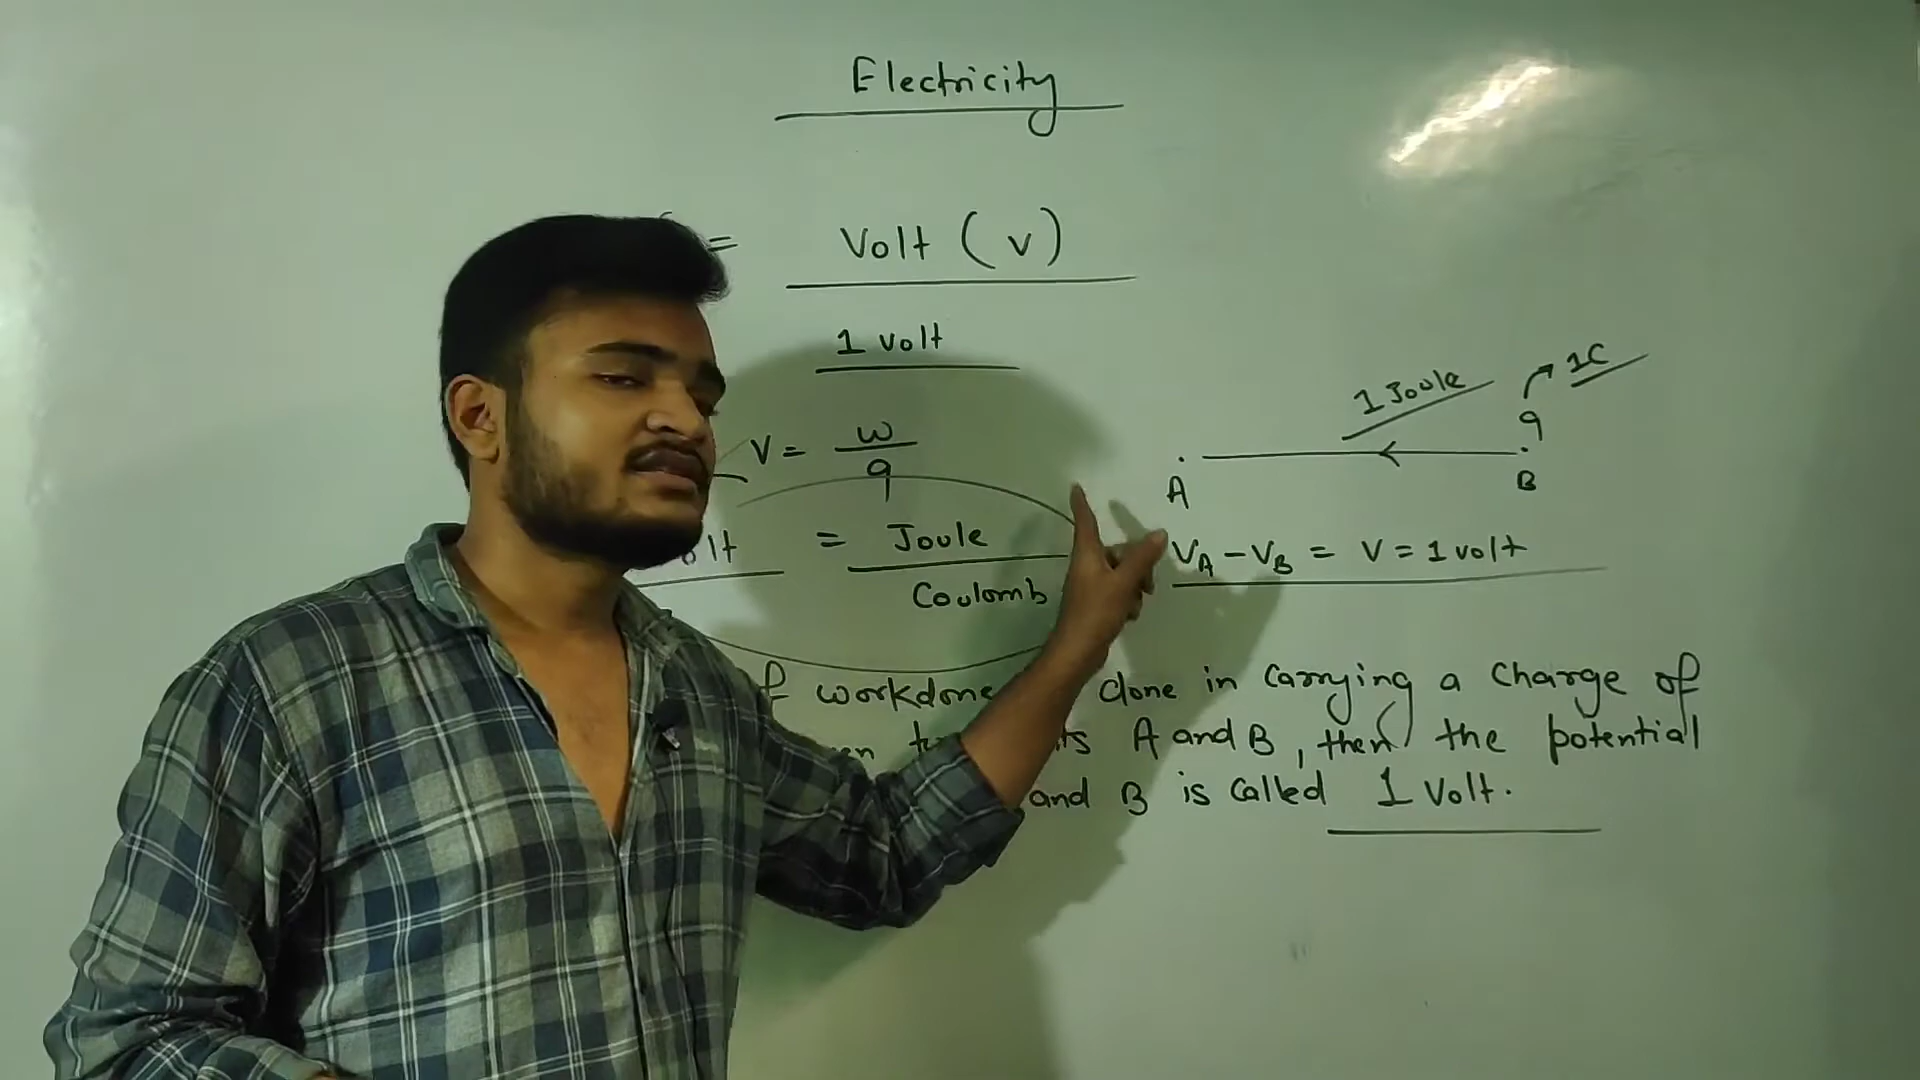 Electricity
= Volt (v)
1 volt
V = w/q
1 Joule
1C
q
A
B
= Joule/Coulomb
VA - VB = V = 1 volt
workdone done in carrying a charge of
A and B, then the potential
and B is called 1 Volt.